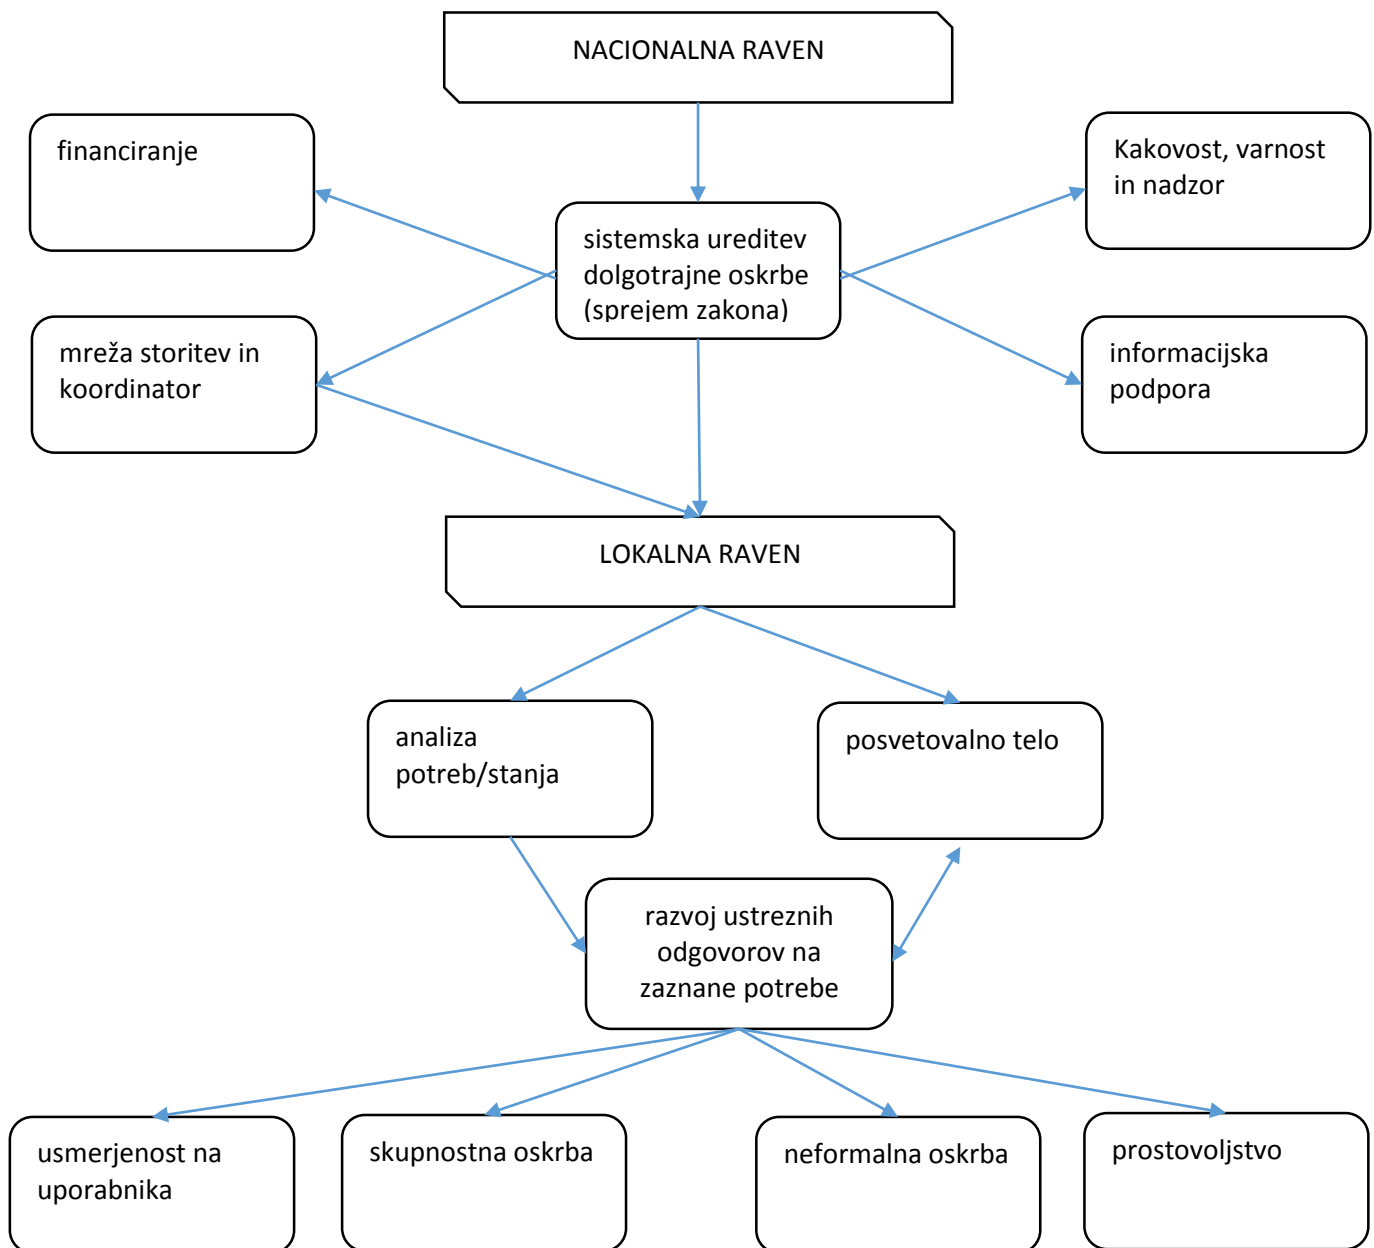 NACIONALNA RAVEN
financiranje
Kakovost, varnost
in nadzor
sistemska ureditev
dolgotrajne oskrbe
(sprejem zakona)
mreža storitev in
koordinator
informacijska
podpora
LOKALNA RAVEN
analiza
potreb/stanja
posvetovalno telo
razvoj ustreznih
odgovorov na
zaznane potrebe
usmerjenost na
uporabnika
skupnostna oskrba
neformalna oskrba
prostovoljstvo